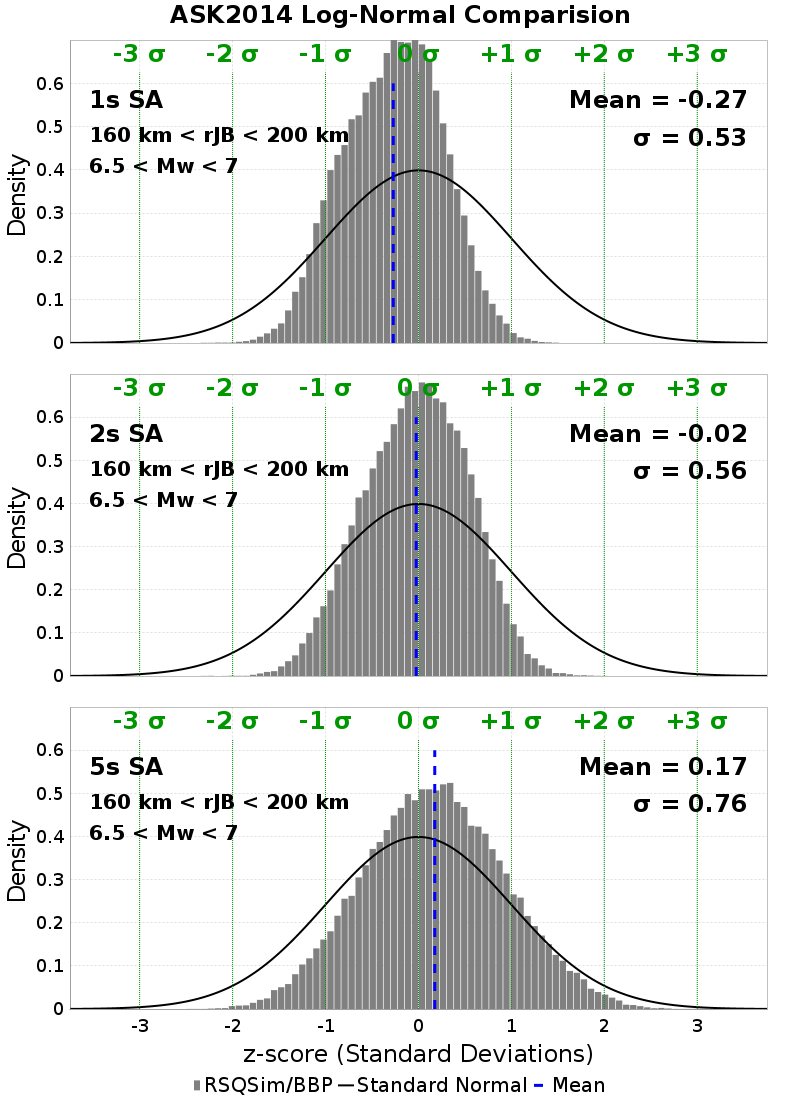 ASK2014 Log-Normal Comparision
-3 σ -2 σ -1 σ 0 σ +1 σ +2 σ +3 σ
1s SA
Mean = -0.27
160 km < rJB < 200 km
σ = 0.53
6.5 < Mw < 7
0.6
0.5
0.4
0.3
0.2
0.1
0
Density
-3 σ -2 σ -1 σ 0 σ +1 σ +2 σ +3 σ
2s SA
Mean = -0.02
160 km < rJB < 200 km
σ = 0.56
6.5 < Mw < 7
0.6
0.5
0.4
0.3
0.2
0.1
0
Density
-3 σ -2 σ -1 σ 0 σ +1 σ +2 σ +3 σ
5s SA
Mean = 0.17
160 km < rJB < 200 km
σ = 0.76
6.5 < Mw < 7
0.6
0.5
0.4
0.3
0.2
0.1
0
Density
-3 -2 -1 0 1 2 3
z-score (Standard Deviations)
RSQSim/BBP Standard Normal Mean